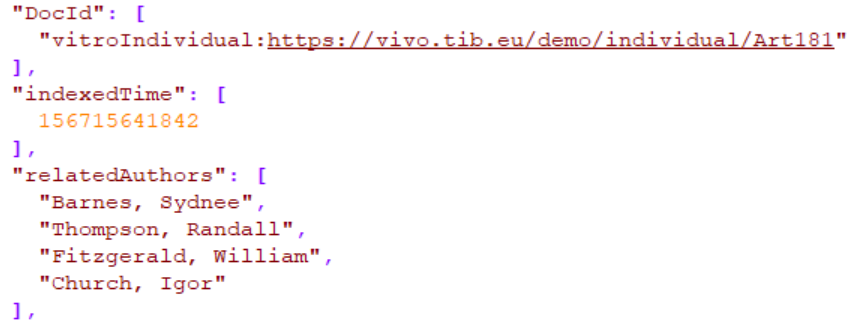 "DocId": [
"vitroIndividual:https://vivo.tib.eu/demo/individual/Art181"
],
"indexedTime": [
156715641842
],
"relatedAuthors": [
"Barnes, Sydnee",
"Thompson, Randall",
"Fitzgerald, William",
"Church, Igor"
],